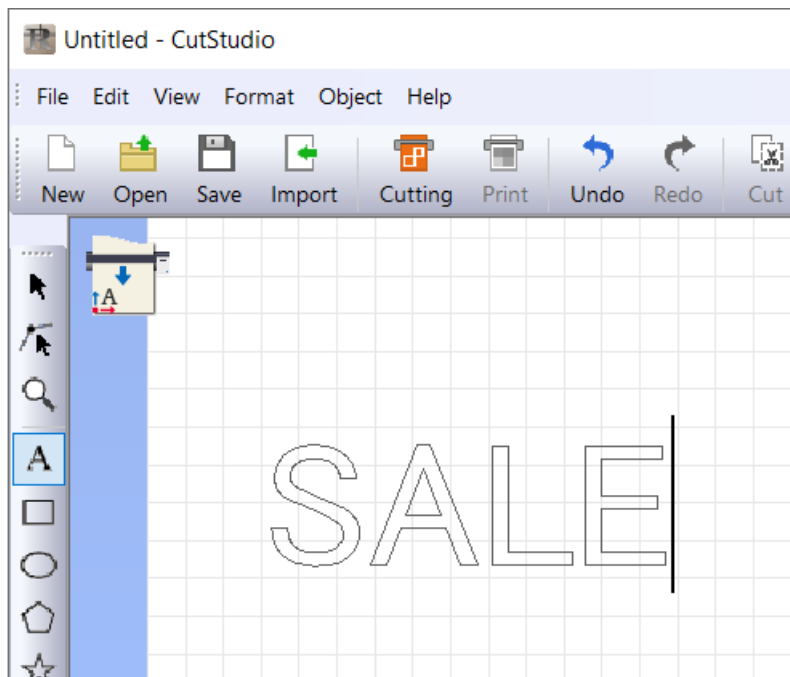 Untitled - CutStudio
File Edit View Format Object Help
New Open Save Import Cutting Print Undo Redo Cut
A
A
SALE